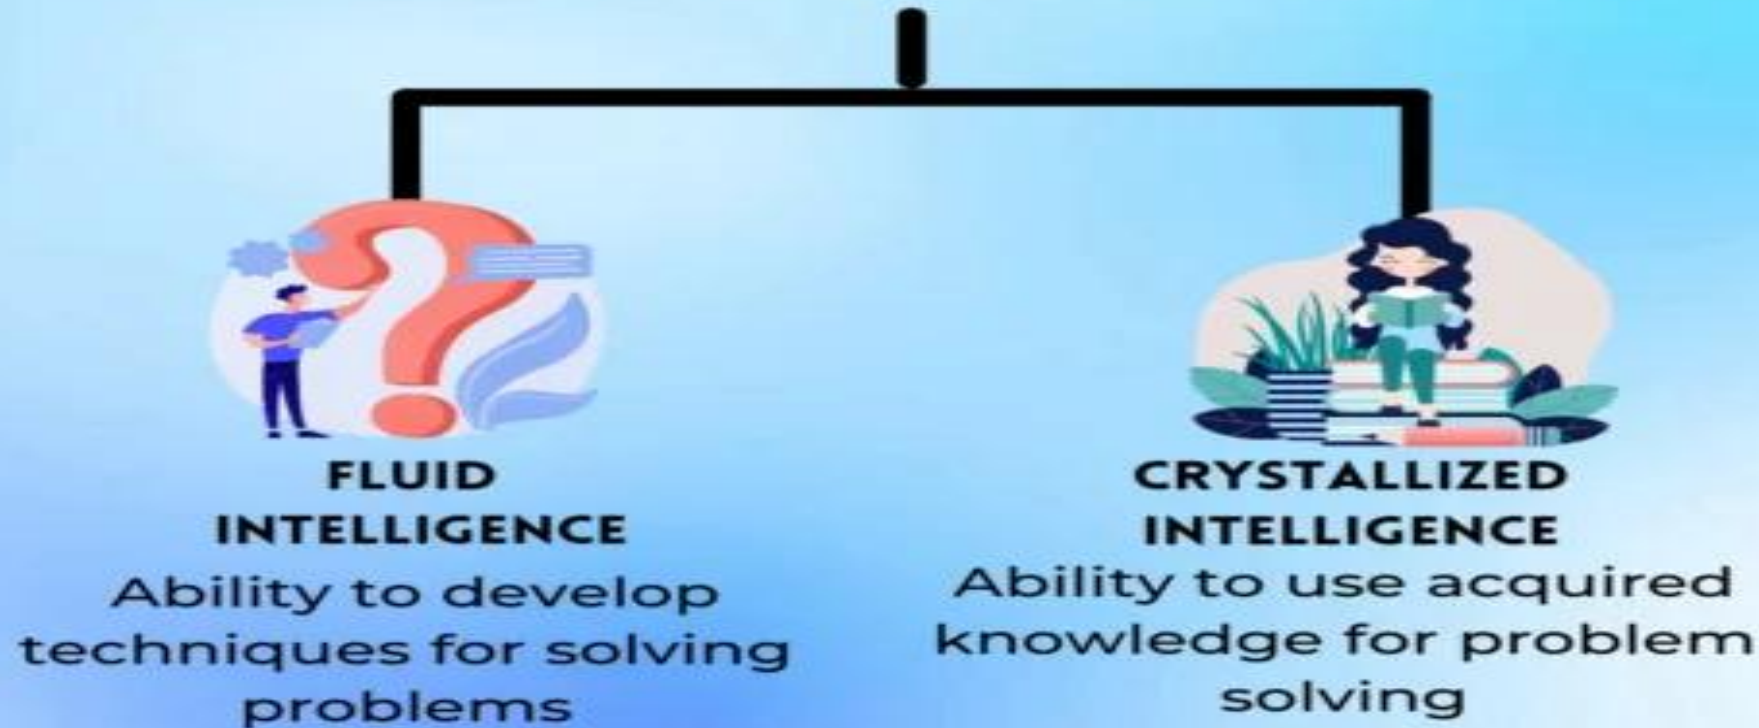 FLUID
INTELLIGENCE
Ability to develop
techniques for solving
problems
CRYSTALLIZED
INTELLIGENCE
Ability to use acquired
knowledge for problem
solving